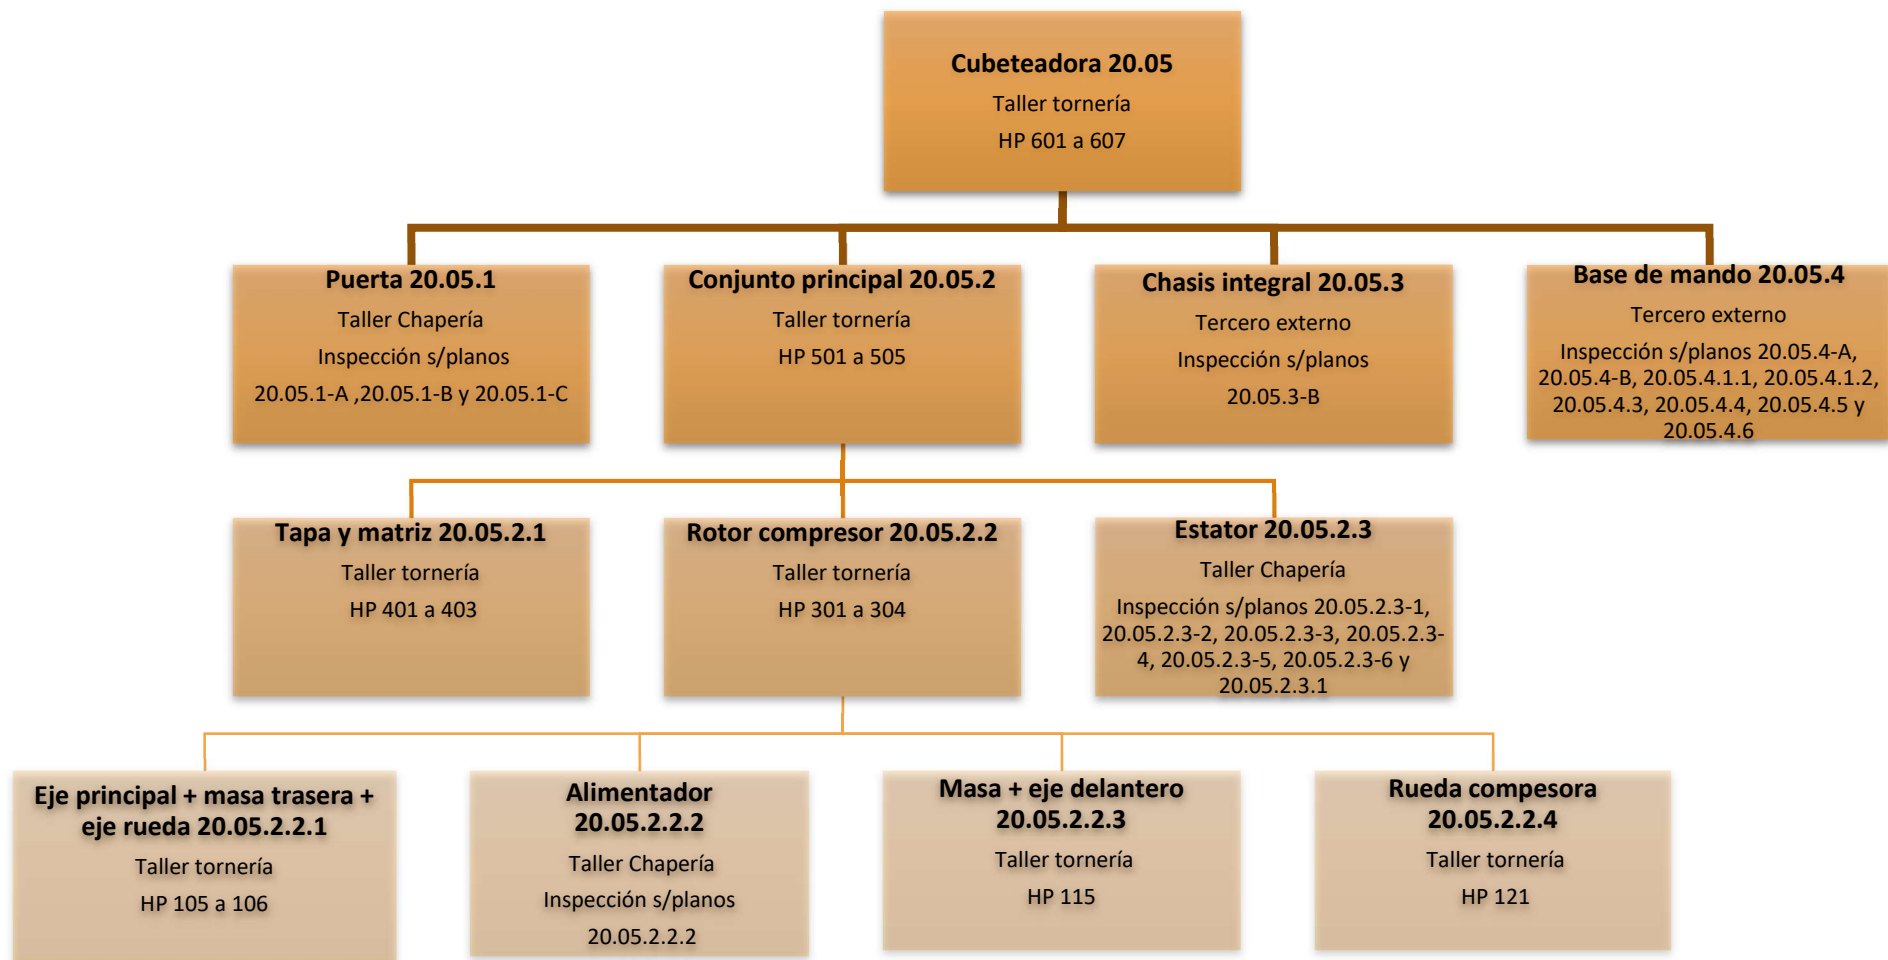 Cubeteadora 20.05
Taller tornería
HP 601 a 607
Puerta 20.05.1
Taller Chapería
Inspección s/planos
20.05.1-A ,20.05.1-B y 20.05.1-C
Conjunto principal 20.05.2
Taller tornería
HP 501 a 505
Chasis integral 20.05.3
Tercero externo
Inspección s/planos
20.05.3-B
Base de mando 20.05.4
Tercero externo
Inspección s/planos 20.05.4-A,
20.05.4-B, 20.05.4.1.1, 20.05.4.1.2,
20.05.4.3, 20.05.4.4, 20.05.4.5 y
20.05.4.6
Tapa y matriz 20.05.2.1
Taller tornería
HP 401 a 403
Rotor compresor 20.05.2.2
Taller tornería
HP 301 a 304
Estator 20.05.2.3
Taller Chapería
Inspección s/planos 20.05.2.3-1,
20.05.2.3-2, 20.05.2.3-3, 20.05.2.3-
4, 20.05.2.3-5, 20.05.2.3-6 y
20.05.2.3.1
Eje principal + masa trasera +
eje rueda 20.05.2.2.1
Taller tornería
HP 105 a 106
Alimentador
20.05.2.2.2
Taller Chapería
Inspección s/planos
20.05.2.2.2
Masa + eje delantero
20.05.2.2.3
Taller tornería
HP 115
Rueda compesora
20.05.2.2.4
Taller tornería
HP 121